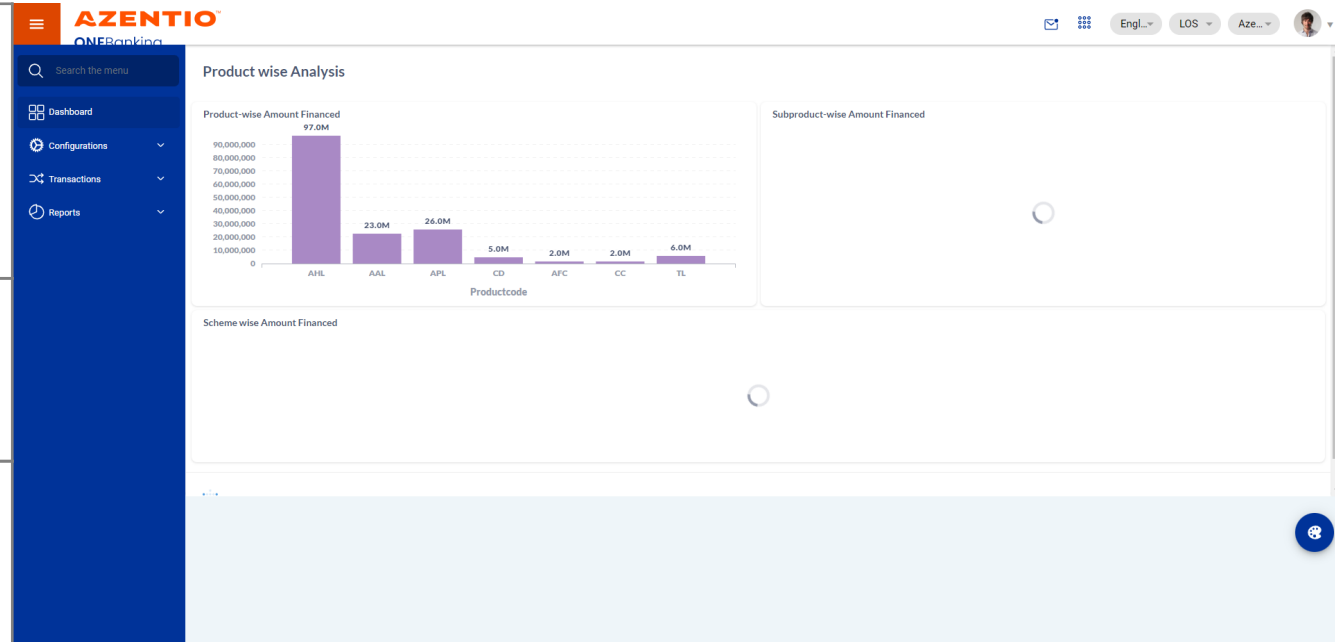 AZENTIO™
ONEBanking
Engl...
LOS
Aze...
Search the menu
Dashboard
Configurations
Transactions
Reports
Product wise Analysis
Product-wise Amount Financed
97.0M
90,000,000
80,000,000
70,000,000
60,000,000
50,000,000
40,000,000
30,000,000
20,000,000
10,000,000
0
23.0M
26.0M
5.0M
2.0M
2.0M
6.0M
AHL AAL APL CD AFC CC TL
Productcode
Subproduct-wise Amount Financed
Scheme wise Amount Financed